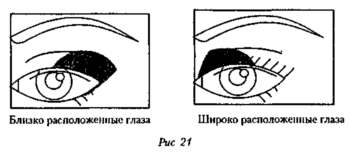 Близко расположенные глаза
Широко расположенные глаза
Рис 21